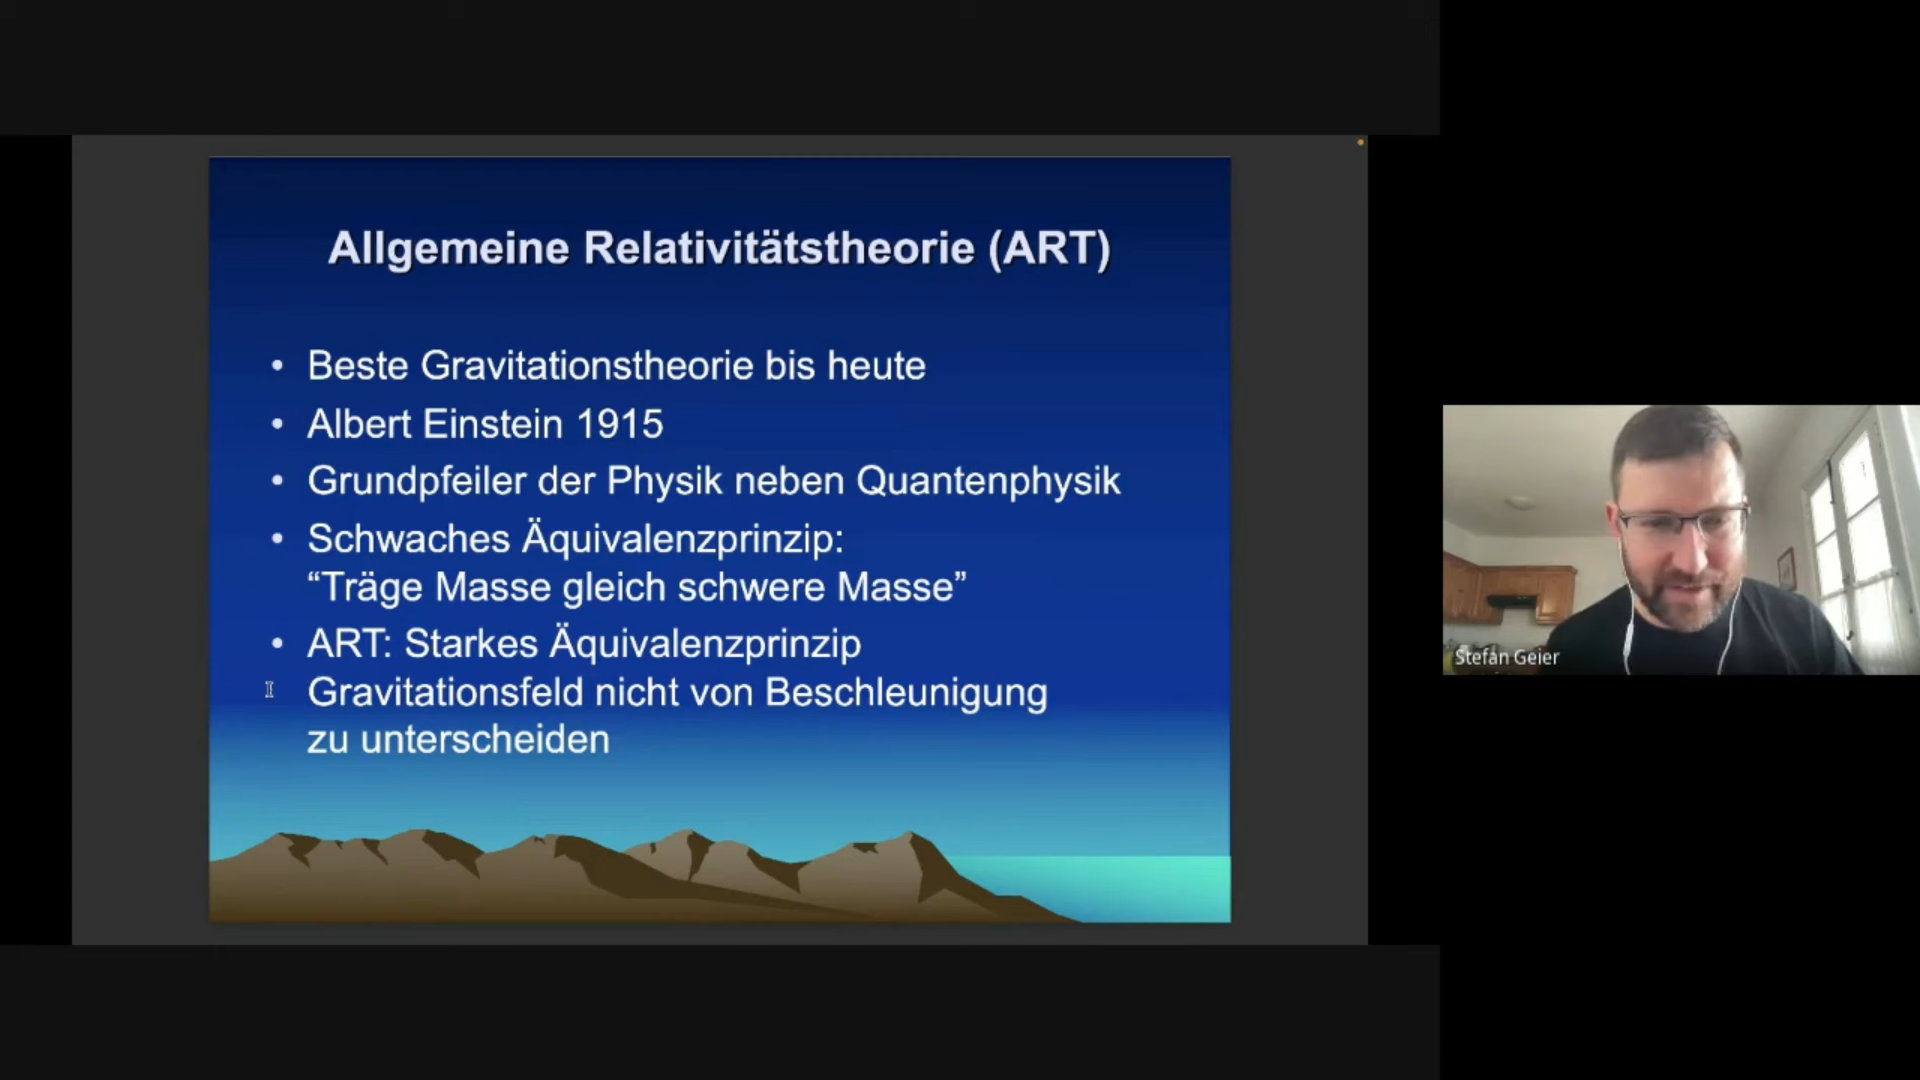 Allgemeine Relativitätstheorie (ART)
• Beste Gravitationstheorie bis heute
• Albert Einstein 1915
• Grundpfeiler der Physik neben Quantenphysik
• Schwaches Äquivalenzprinzip:
“Träge Masse gleich schwere Masse”
• ART: Starkes Äquivalenzprinzip
Gravitationsfeld nicht von Beschleunigung
zu unterscheiden
Stefan Geier